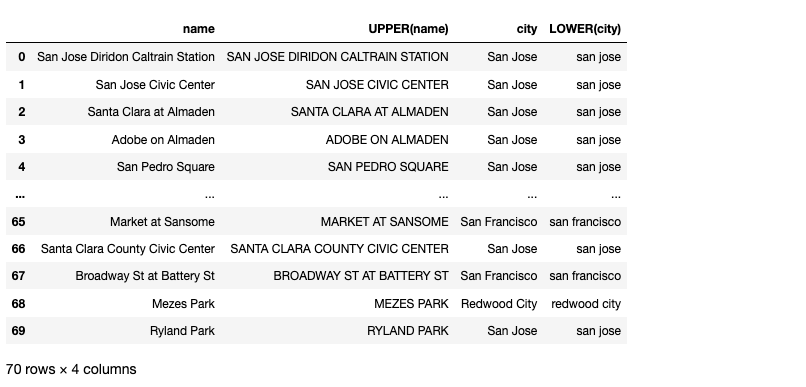 name UPPER(name) city LOWER(city)
0 San Jose Diridon Caltrain Station SAN JOSE DIRIDON CALTRAIN STATION San Jose san jose
1 San Jose Civic Center SAN JOSE CIVIC CENTER San Jose san jose
2 Santa Clara at Almaden SANTA CLARA AT ALMADEN San Jose san jose
3 Adobe on Almaden ADOBE ON ALMADEN San Jose san jose
4 San Pedro Square SAN PEDRO SQUARE San Jose san jose
... ... ... ... ...
65 Market at Sansome MARKET AT SANSOME San Francisco san francisco
66 Santa Clara County Civic Center SANTA CLARA COUNTY CIVIC CENTER San Jose san jose
67 Broadway St at Battery St BROADWAY ST AT BATTERY ST San Francisco san francisco
68 Mezes Park MEZES PARK Redwood City redwood city
69 Ryland Park RYLAND PARK San Jose san jose
70 rows × 4 columns